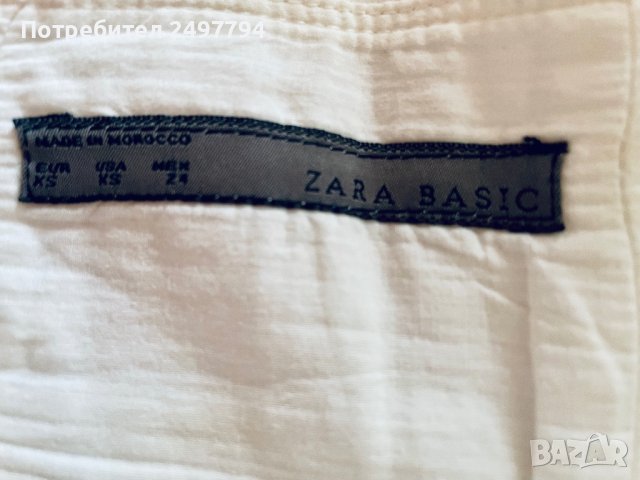 Потребител 2497794
MADE IN MOROCCO
EUR USA MEX
XS XS 24
ZARA BASIC
BAZAR